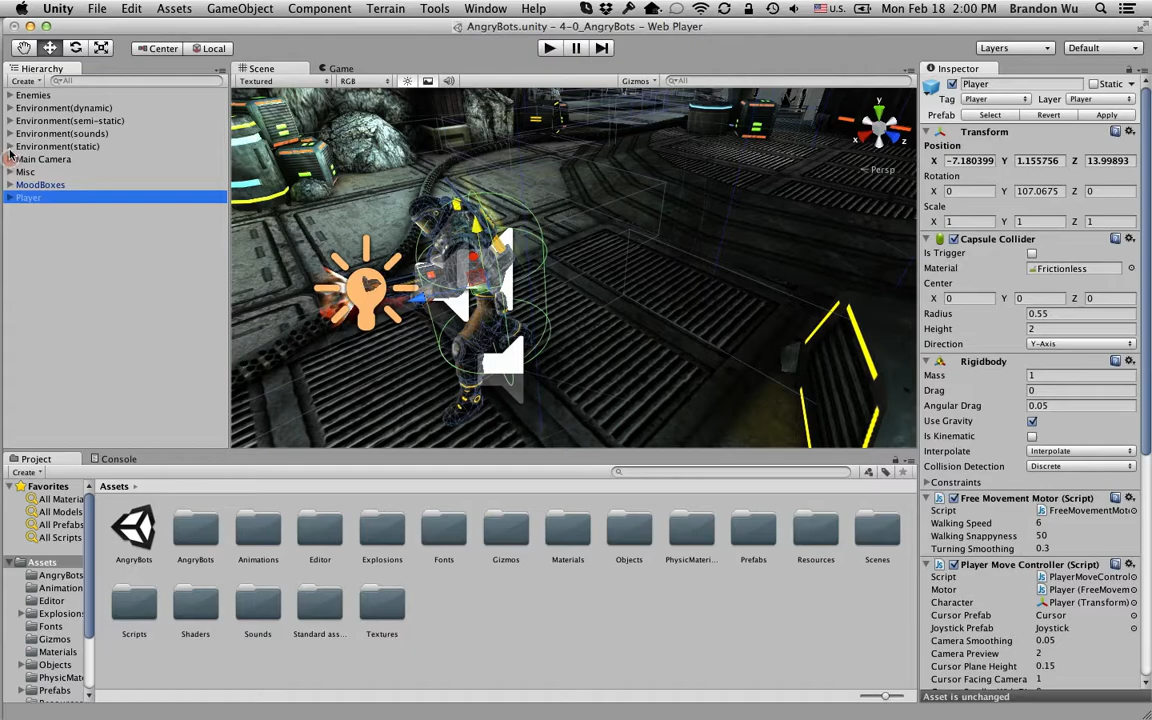 Unity File Edit Assets GameObject Component Terrain Tools Window Help U.S. Mon Feb 18 2:00 PM Brandon Wu
AngryBots.unity - 4-0_AngryBots - Web Player
Center Local Layers Default
Hierarchy Scene Game Inspector
Create All Textured RGB Gizmos All Player Static
Enemies
Environment(dynamic)
Environment(semi-static)
Environment(sounds)
Environment(static)
Main Camera
Misc
MoodBoxes
Player
y
x
z
Persp
Tag Player Layer Player
Prefab Select Revert Apply
Transform
Position
X -7.180399 Y 1.155756 Z 13.99893
Rotation
X 0 Y 107.0675 Z 0
Scale
X 1 Y 1 Z 1
Capsule Collider
Is Trigger
Material Frictionless
Center
X 0 Y 0 Z 0
Radius 0.55
Height 2
Direction Y-Axis
Rigidbody
Mass 1
Drag 0
Angular Drag 0.05
Use Gravity
Is Kinematic
Interpolate Interpolate
Collision Detection Discrete
Constraints
Free Movement Motor (Script)
Script FreeMovementMot
Walking Speed 6
Walking Snappyness 50
Turning Smoothing 0.3
Player Move Controller (Script)
Script PlayerMoveControl
Motor Player (FreeMovem
Character Player (Transform)
Cursor Prefab Cursor
Joystick Prefab Joystick
Camera Smoothing 0.05
Camera Preview 2
Cursor Plane Height 0.15
Cursor Facing Camera 1
Asset is unchanged
Project Console
Create
Favorites
All Materia
All Models
All Prefabs
All Scripts
Assets
AngryBots
Animation
Editor
Explosions
Fonts
Gizmos
Materials
Objects
PhysicMate
Prefabs
Assets
AngryBots AngryBots Animations Editor Explosions Fonts Gizmos Materials Objects PhysicMateri... Prefabs Resources Scenes
Scripts Shaders Sounds Standard ass... Textures